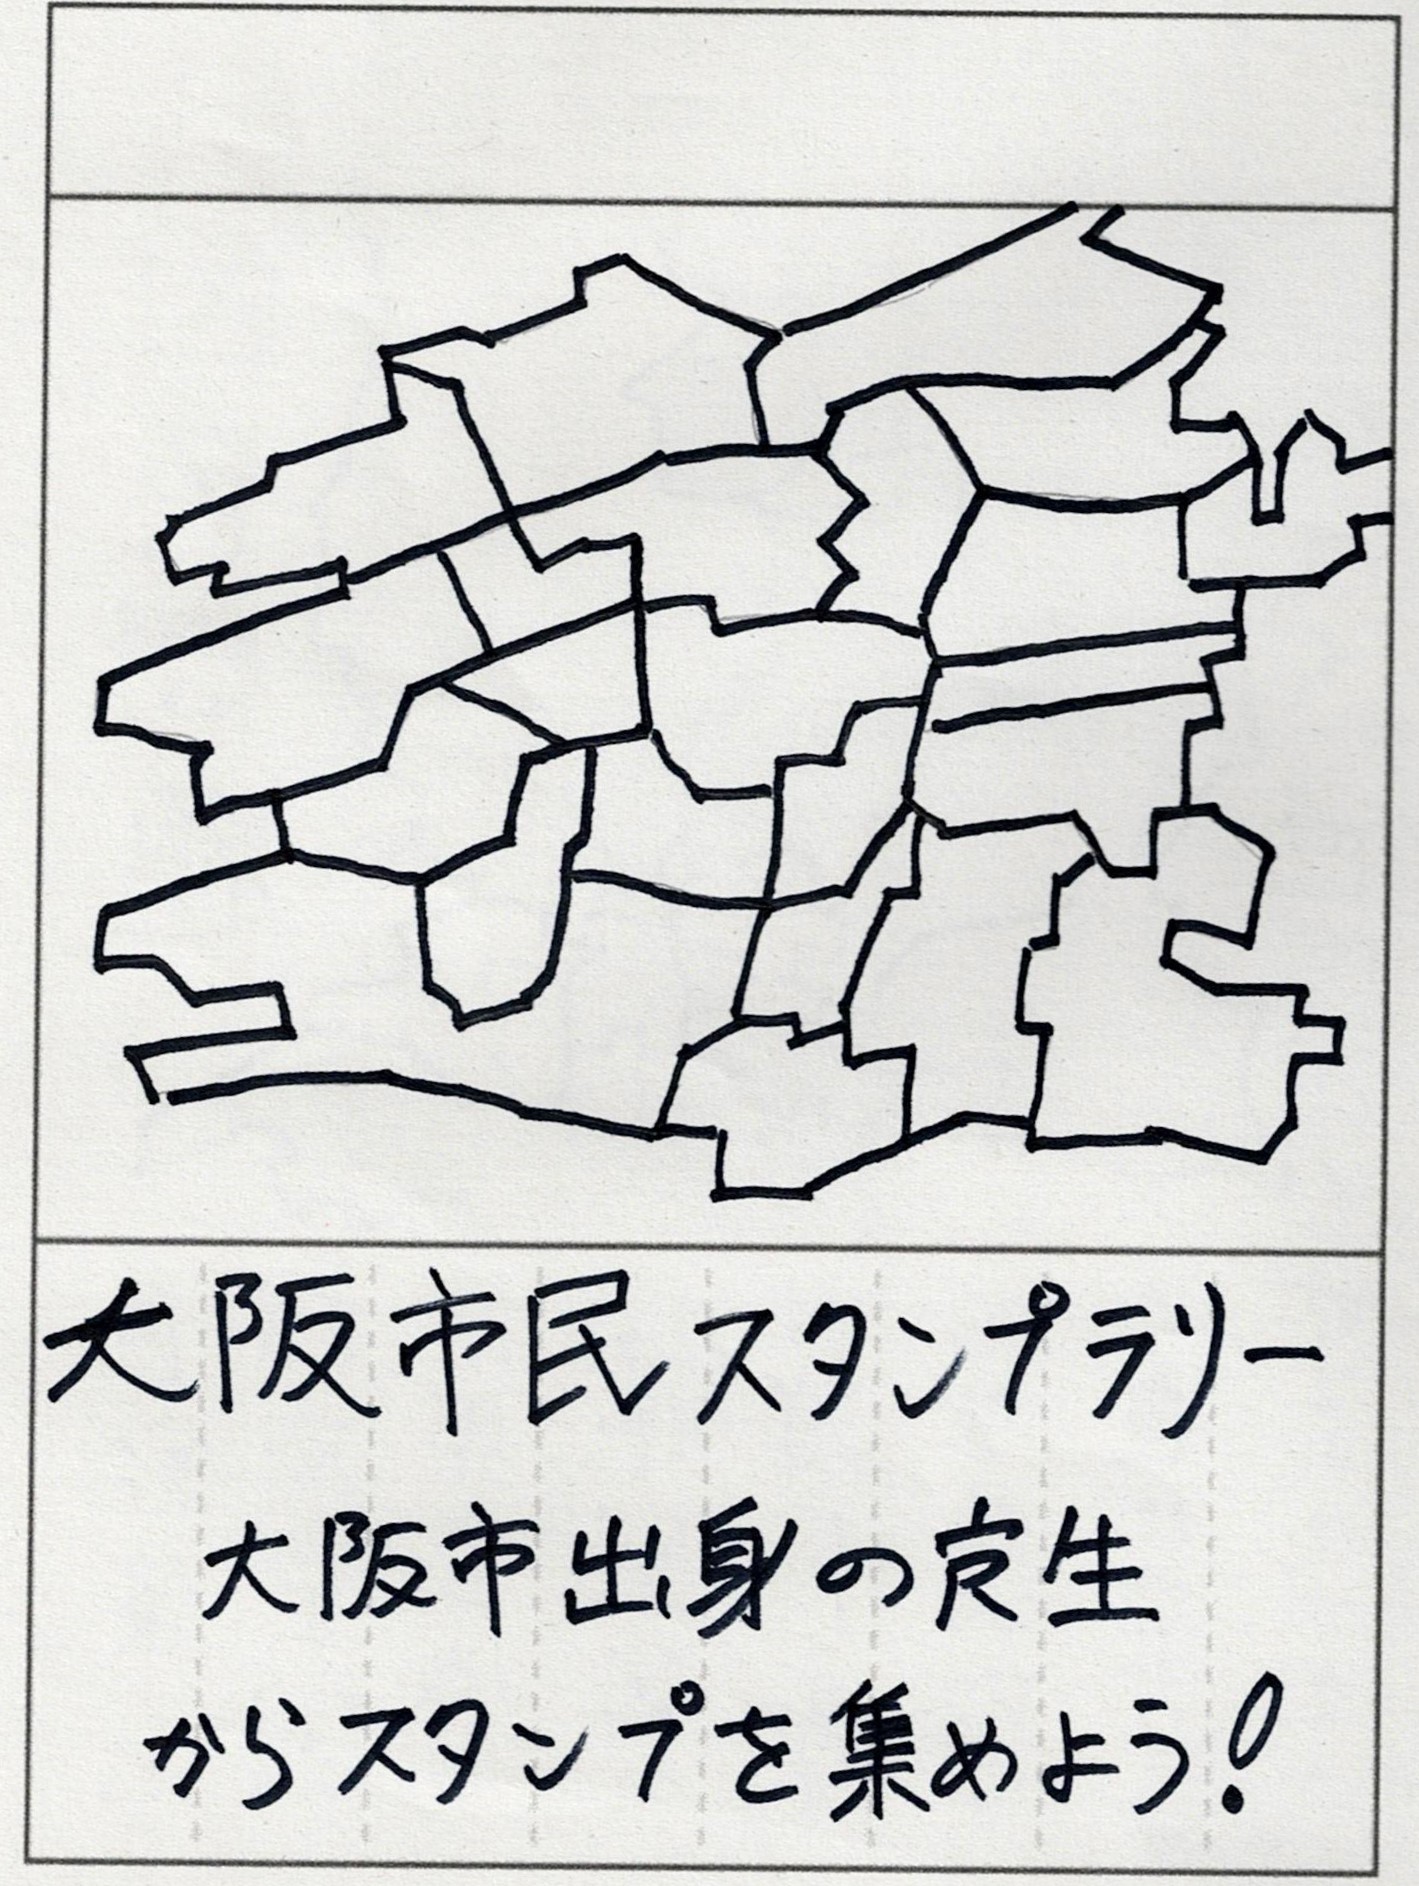 大阪市民スタンプラリー
大阪市出身の寮生
からスタンプを集めよう!